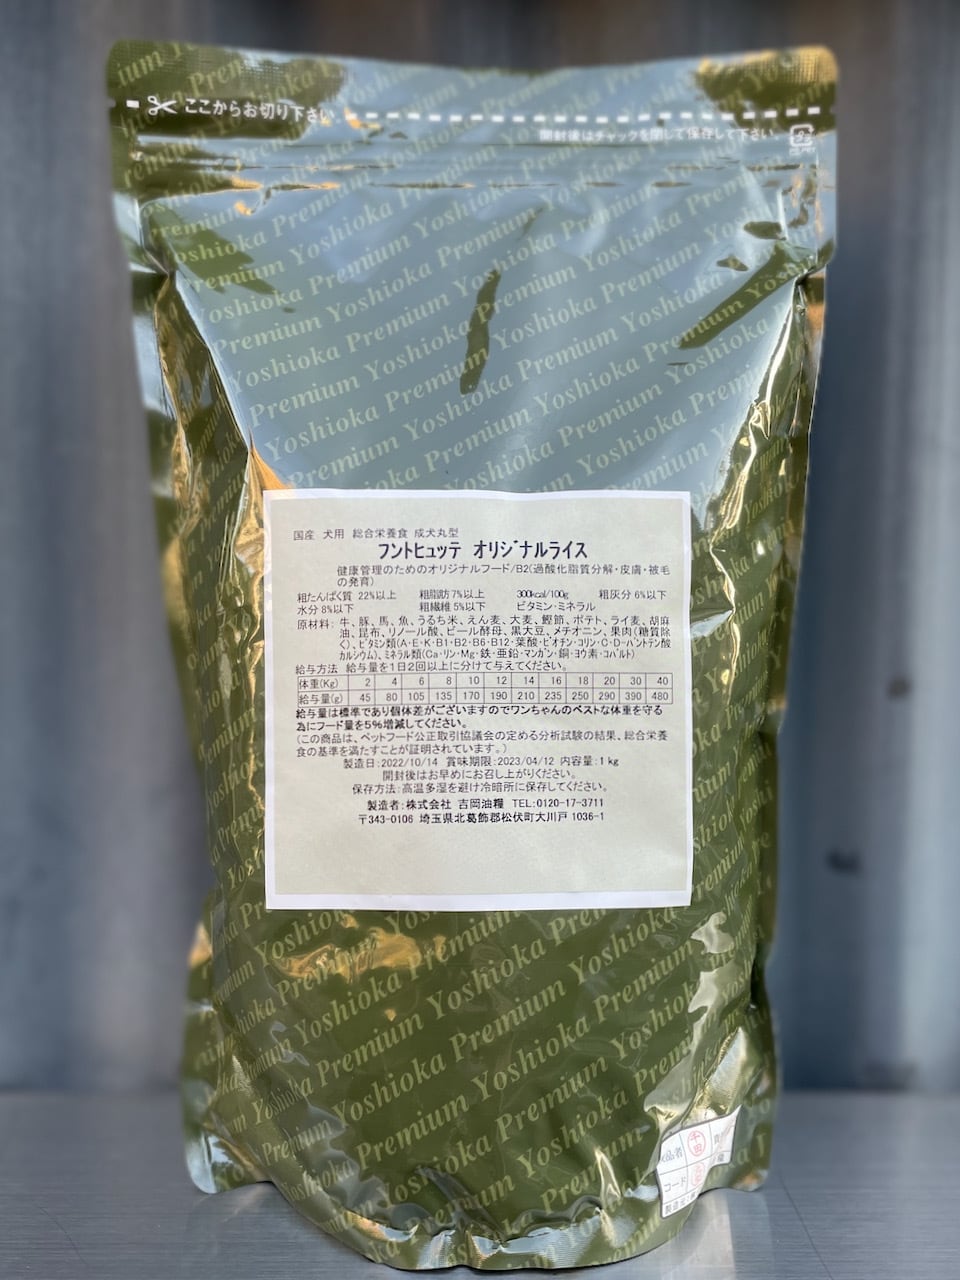 ここからお切り下さい
開封後はチャックを閉して保存して下さい。
Premium Yoshioka Premium Yoshioka
国産 犬用 総合栄養食 成犬丸型
フントヒュッテ オリジナルライス
健康管理のためのオリジナルフード/B2(過酸化脂質分解・皮膚・被毛
の発育)
粗たんぱく質 22%以上 粗脂肪 7%以上 300kcal/100g 粗灰分 6%以下
水分 8%以下 粗繊維 5%以下 ビタミン・ミネラル
原材料: 牛、豚、馬、魚、うるち米、えん麦、大麦、鰹節、ポテト、ライ麦、胡麻
油、昆布、リノール酸、ビール酵母、黒大豆、メチオニン、果肉(糖質除
く)、ビタミン類(A・E・K・B1・B2・B6・B12・葉酸・ビオチン・コリン・C・D=パントテン酸
カルシウム)、ミネラル類(Ca・リン・Mg・鉄・亜鉛・マンガン・銅・ヨウ素・コバルト)
給与方法 給与量を1日2回以上に分けて与えてください。
体重(Kg) 2 4 6 8 10 12 14 16 18 20 30 40
給与量(g) 45 80 105 135 170 190 210 235 250 290 390 480
給与量は標準であり個体差がございますのでワンちゃんのベストな体重を守る
為にフード量を5%増減してください。
(この商品は、ペットフード公正取引協議会の定める分析試験の結果、総合栄養
食の基準を満たすことが証明されています。)
製造日:2022/10/14 賞味期限:2023/04/12 内容量:1kg
開封後はお早めにお召し上がりください。
保存方法:高温多湿を避け冷暗所に保存してください。
製造者:株式会社 吉岡油糧 TEL:0120-17-3711
〒343-0106 埼玉県北葛飾郡松伏町大川戸 1036-1
コード